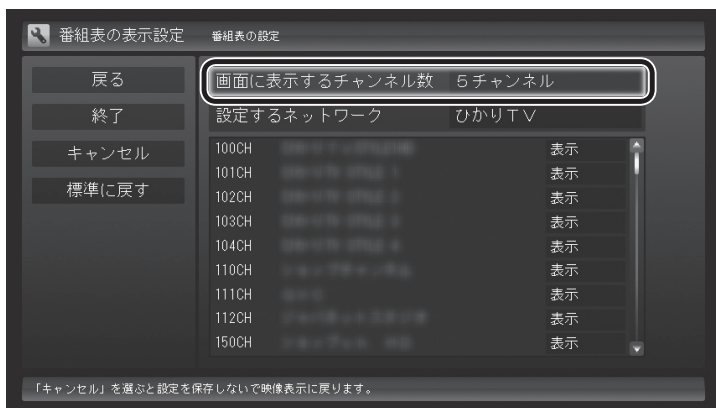 番組表の表示設定 番組表の設定
戻る
終了
キャンセル
標準に戻す
画面に表示するチャンネル数 5チャンネル
設定するネットワーク ひかりTV
100CH 表示
101CH 表示
102CH 表示
103CH 表示
104CH 表示
110CH 表示
111CH 表示
112CH 表示
150CH 表示
「キャンセル」を選ぶと設定を保存しないで映像表示に戻ります。